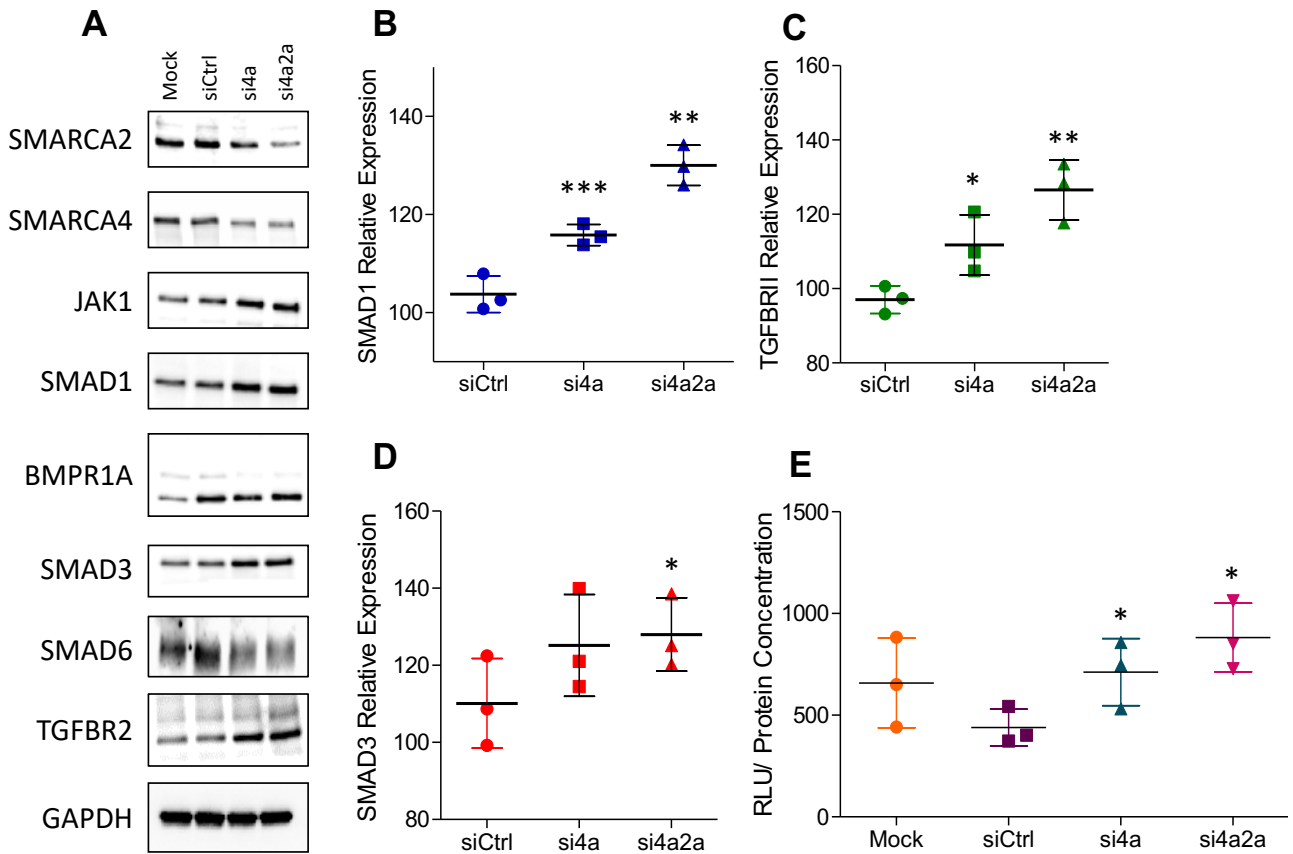 A
Mock
siCtrl
si4a
si4a2a
SMARCA2
SMARCA4
JAK1
SMAD1
BMPR1A
SMAD3
SMAD6
TGFBR2
GAPDH
B
SMAD1 Relative Expression
140
120
100
***
**
siCtrl
si4a
si4a2a
C
TGFBRII Relative Expression
160
140
120
100
80
*
**
siCtrl
si4a
si4a2a
D
SMAD3 Relative Expression
160
140
120
100
80
*
siCtrl
si4a
si4a2a
E
RLU/ Protein Concentration
1500
1000
500
0
*
*
Mock
siCtrl
si4a
si4a2a